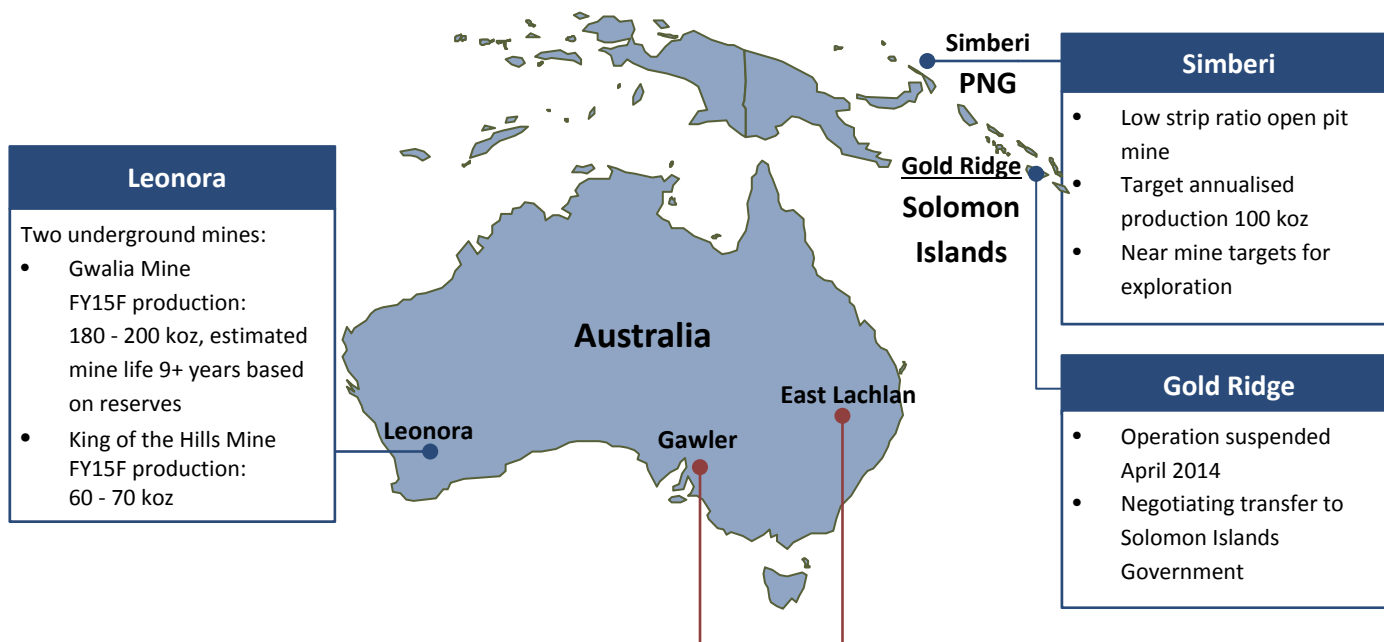 Simberi
PNG
Gold Ridge
Solomon
Islands
Australia
East Lachlan
Leonora
Gawler
Leonora
Two underground mines:
• Gwalia Mine
FY15F production:
180 - 200 koz, estimated
mine life 9+ years based
on reserves
• King of the Hills Mine
FY15F production:
60 - 70 koz
Simberi
• Low strip ratio open pit
mine
• Target annualised
production 100 koz
• Near mine targets for
exploration
Gold Ridge
• Operation suspended
April 2014
• Negotiating transfer to
Solomon Islands
Government